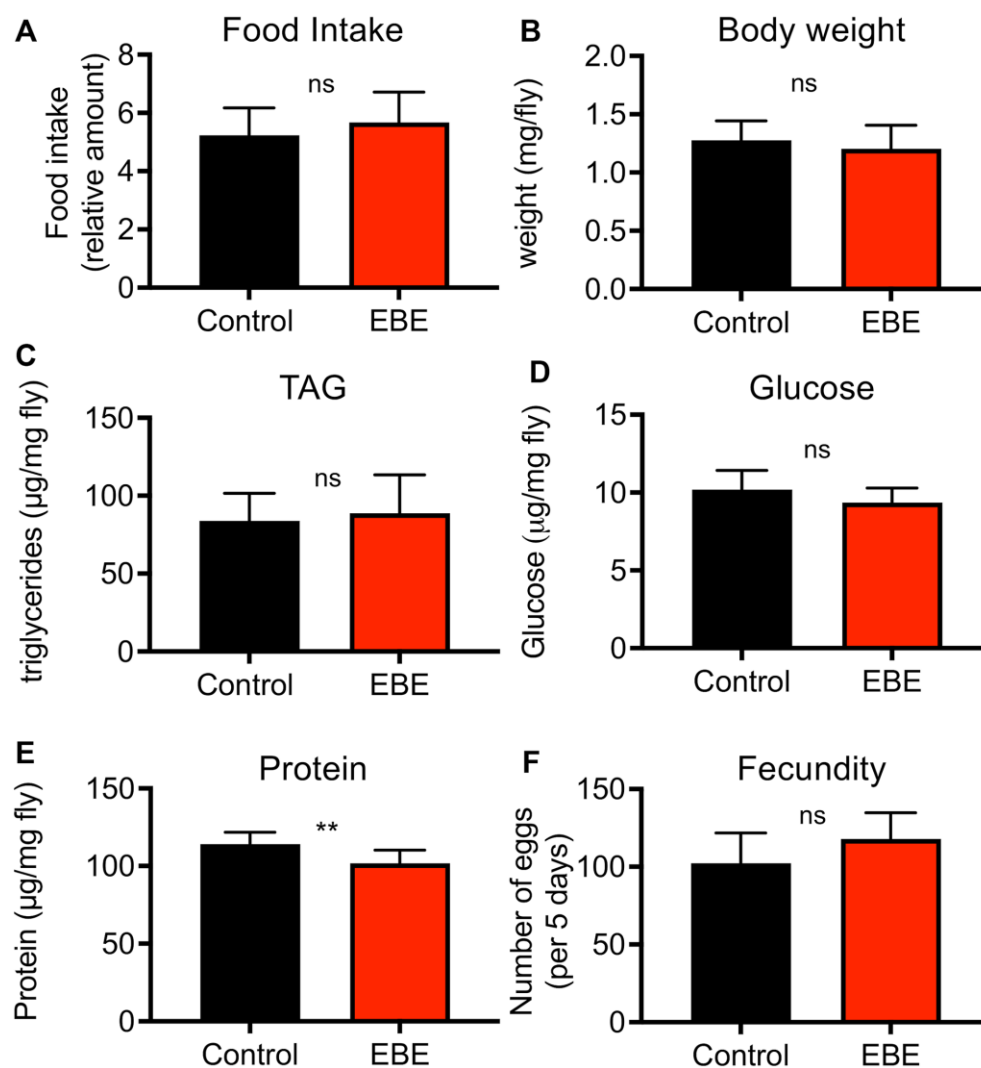 A
Food Intake
Food intake
(relative amount)
8
6
4
2
0
ns
Control
EBE
B
Body weight
weight (mg/fly)
2.0
1.5
1.0
0.5
0.0
ns
Control
EBE
C
TAG
triglycerides (µg/mg fly)
150
100
50
0
ns
Control
EBE
D
Glucose
Glucose (µg/mg fly)
15
10
5
0
ns
Control
EBE
E
Protein
Protein (µg/mg fly)
150
100
50
0
**
Control
EBE
F
Fecundity
Number of eggs
(per 5 days)
150
100
50
0
ns
Control
EBE